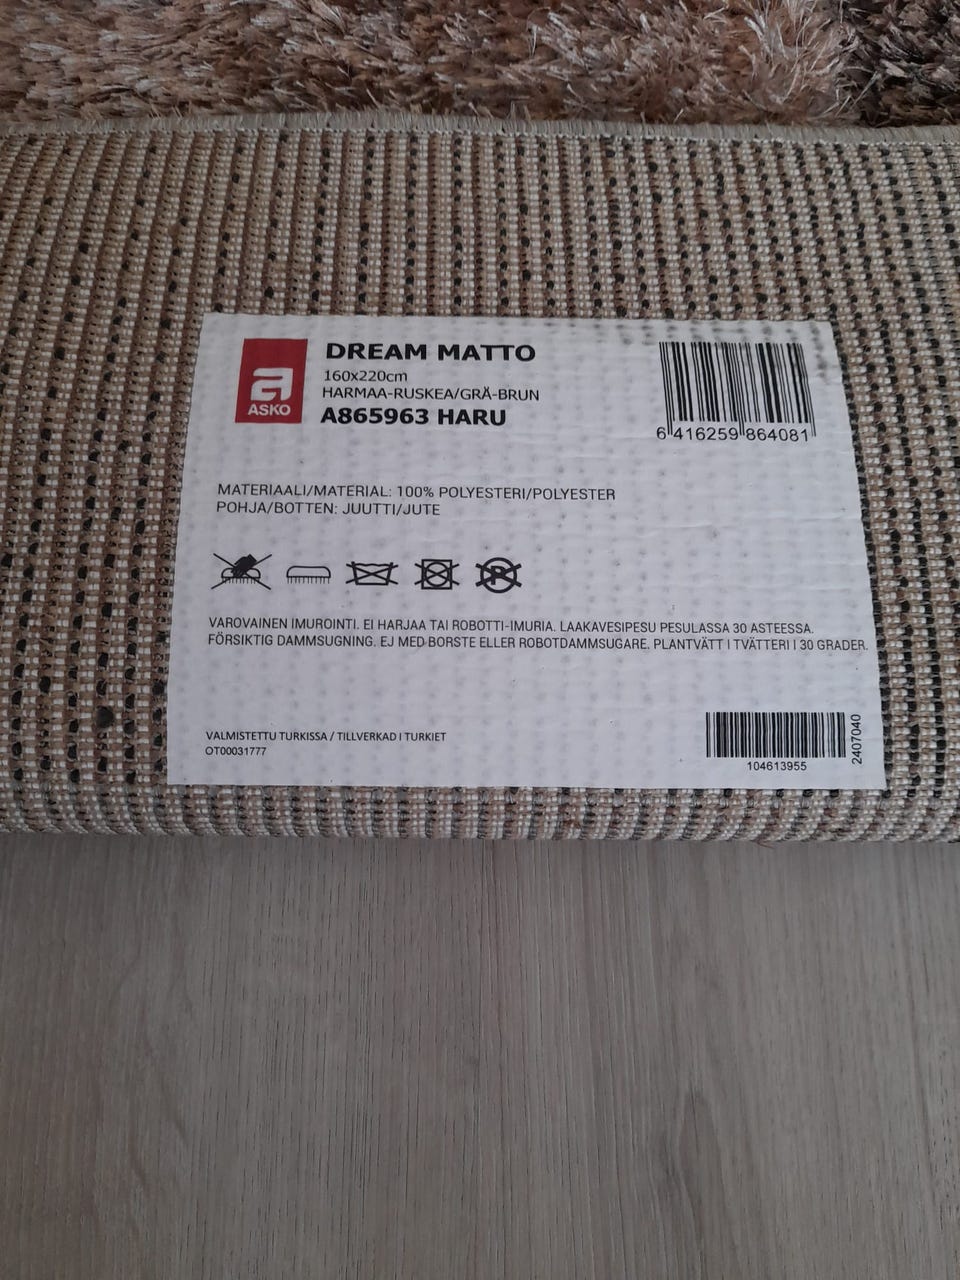 a
ASKO
DREAM MATTO
160x220cm
HARMAA-RUSKEA/GRÅ-BRUN
A865963 HARU
6 416259 864081
MATERIAALI/MATERIAL: 100% POLYESTERI/POLYESTER
POHJA/BOTTEN: JUUTTI/JUTE
P
VAROVAINEN IMUROINTI. EI HARJAA TAI ROBOTTI-IMURIA. LAAKAVESIPESU PESULASSA 30 ASTEESSA.
FÖRSIKTIG DAMMSUGNING. EJ MED BORSTE ELLER ROBOTDAMMSUGARE. PLANTVÄTT I TVÄTTERI I 30 GRADER.
VALMISTETTU TURKISSA / TILLVERKAD I TURKIET
OT00031777
104613955
2407040